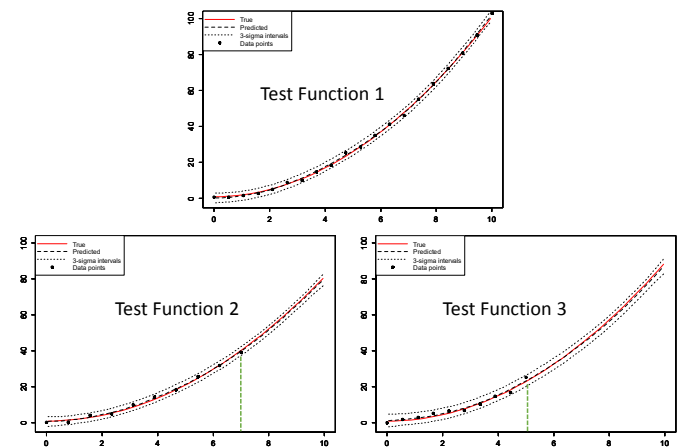 True
Predicted
3-sigma intervals
Data points
Test Function 1
0 20 40 60 80 100
0 2 4 6 8 10
True
Predicted
3-sigma intervals
Data points
Test Function 2
0 20 40 60 80 100
0 2 4 6 8 10
True
Predicted
3-sigma intervals
Data points
Test Function 3
0 20 40 60 80 100
0 2 4 6 8 10